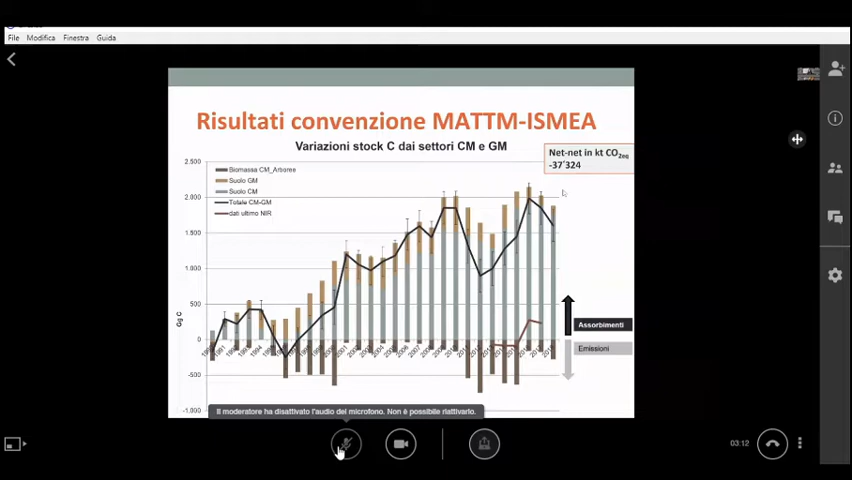 File Modifica Finestra Guida
Risultati convenzione MATTM-ISMEA
Variazioni stock C dai settori CM e GM
Net-net in kt CO2eq
-37´324
2.500
Biomassa CM_Arboree
Suolo GM
2.000
Suolo CM
Totale CM-GM
dati ultimo NIR
1.500
1.000
500
Gg C
Assorbimenti
0
Emissioni
-500
-1.000
Il moderatore ha disattivato l'audio del microfono. Non è possibile riattivarlo.
03:12